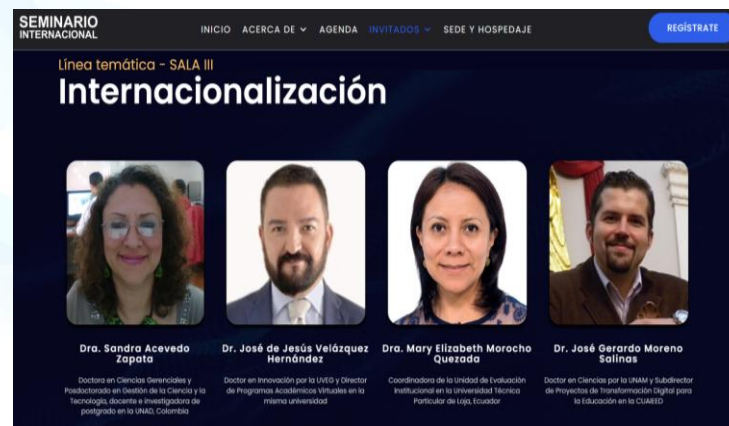 SEMINARIO
INTERNACIONAL
INICIO ACERCA DE AGENDA INVITADOS SEDE Y HOSPEDAJE
REGÍSTRATE
Línea temática - SALA III
Internacionalización
Dra. Sandra Acevedo
Zapata
Doctora en Ciencias Gerenciales y
Posdoctorado en Gestión de la Ciencia y la
Tecnología, docente e investigadora de
postgrado en la UNAD, Colombia
Dr. José de Jesús Velázquez
Hernández
Doctor en Innovación por la UVEG y Director
de Programas Académicos Virtuales en la
misma universidad
Dra. Mary Elizabeth Morocho
Quezada
Coordinadora de la Unidad de Evaluación
Institucional en la Universidad Técnica
Particular de Loja, Ecuador
Dr. José Gerardo Moreno
Salinas
Doctor en Ciencias por la UNAM y Subdirector
de Proyectos de Transformación Digital para
la Educación en la CUAIEED